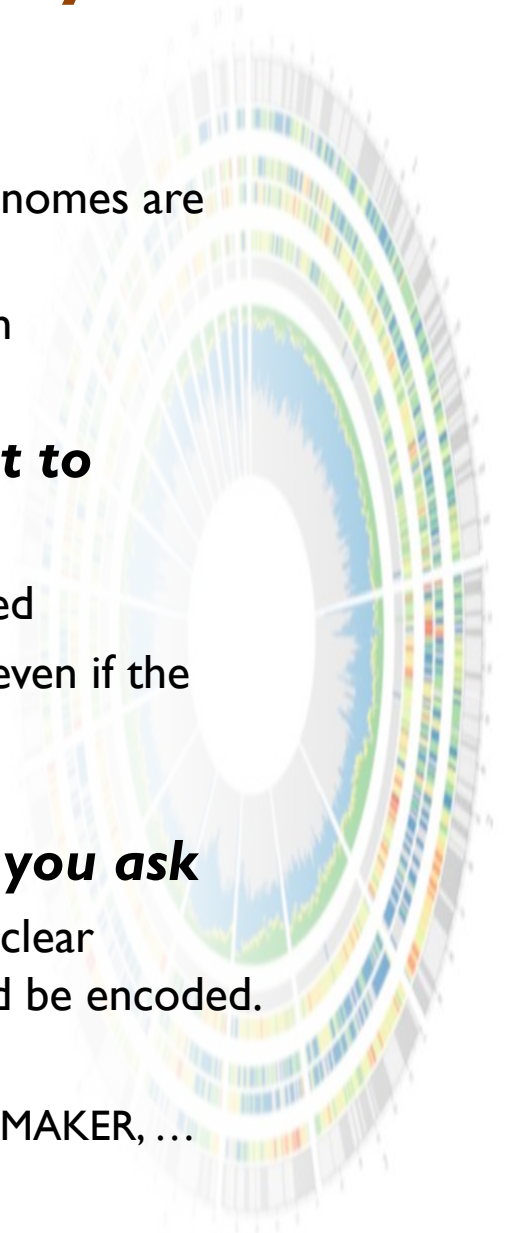 nomes are
t to
ed
even if the
you ask
clear
d be encoded.
MAKER, …